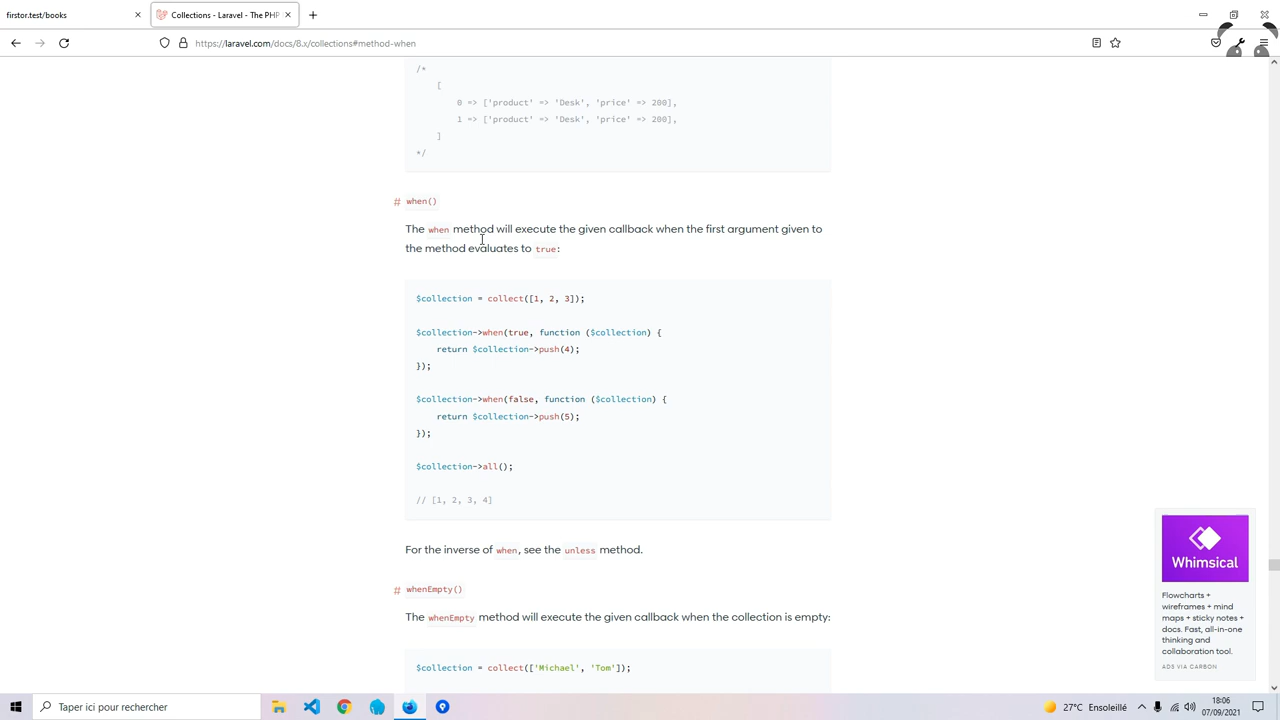 firstor.test/books
Collections - Laravel - The PHP
https://laravel.com/docs/8.x/collections#method-when
/*
[
0 => ['product' => 'Desk', 'price' => 200],
1 => ['product' => 'Desk', 'price' => 200],
]
*/
# when()
The when method will execute the given callback when the first argument given to
the method evaluates to true:
$collection = collect([1, 2, 3]);
$collection->when(true, function ($collection) {
return $collection->push(4);
});
$collection->when(false, function ($collection) {
return $collection->push(5);
});
$collection->all();
// [1, 2, 3, 4]
For the inverse of when, see the unless method.
# whenEmpty()
The whenEmpty method will execute the given callback when the collection is empty:
$collection = collect(['Michael', 'Tom']);
Whimsical
Flowcharts +
wireframes + mind
maps + sticky notes +
docs. Fast, all-in-one
thinking and
collaboration tool.
ADS VIA CARBON
Taper ici pour rechercher
27°C Ensoleillé
18:06
07/09/2021